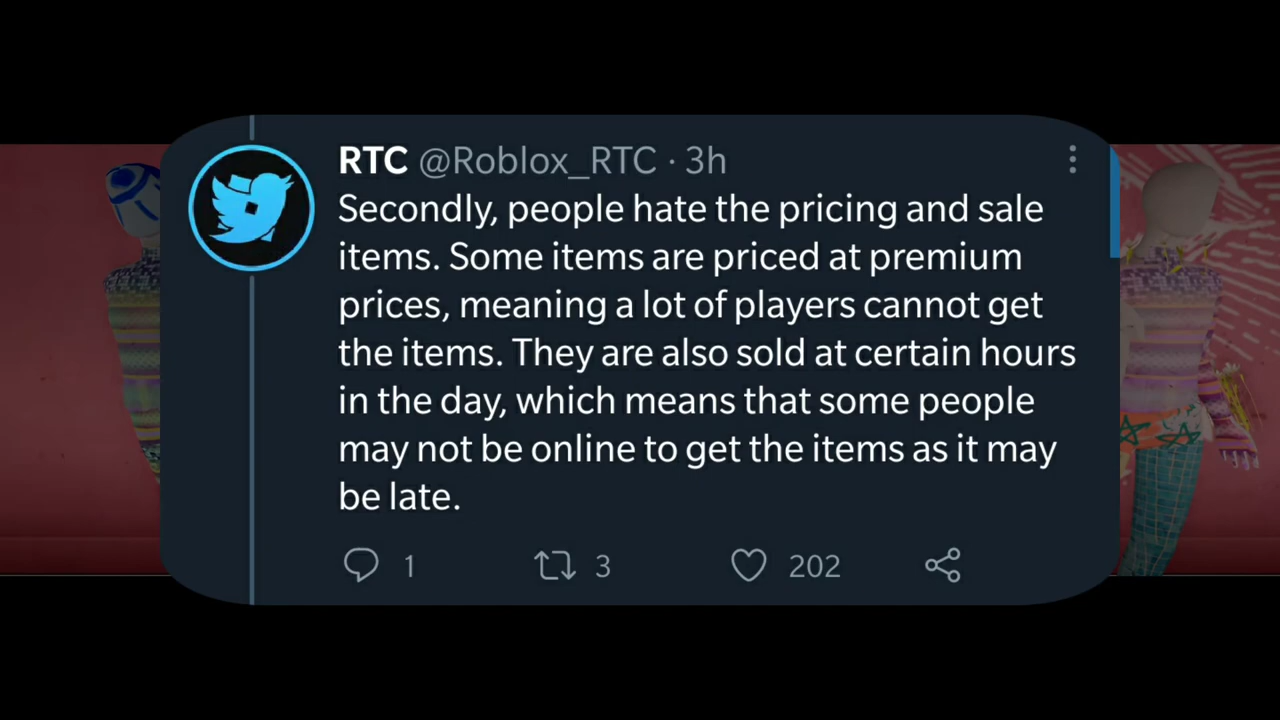 RTC @Roblox_RTC · 3h
Secondly, people hate the pricing and sale
items. Some items are priced at premium
prices, meaning a lot of players cannot get
the items. They are also sold at certain hours
in the day, which means that some people
may not be online to get the items as it may
be late.
1 3 202